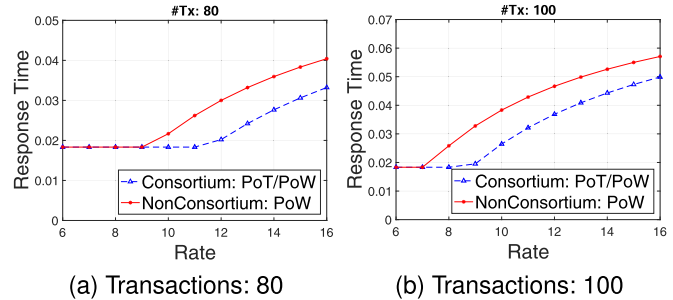 #Tx: 80
Response Time
0.05
0.04
0.03
0.02
0.01
0
6 8 10 12 14 16
Rate
Consortium: PoT/PoW
NonConsortium: PoW
(a) Transactions: 80
#Tx: 100
Response Time
0.07
0.06
0.05
0.04
0.03
0.02
0.01
0
6 8 10 12 14 16
Rate
Consortium: PoT/PoW
NonConsortium: PoW
(b) Transactions: 100